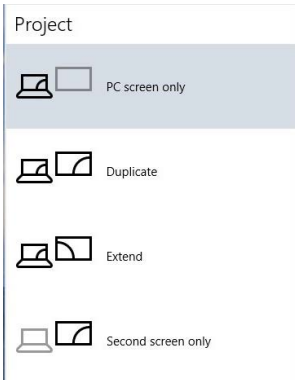 Project
PC screen only
Duplicate
Extend
Second screen only